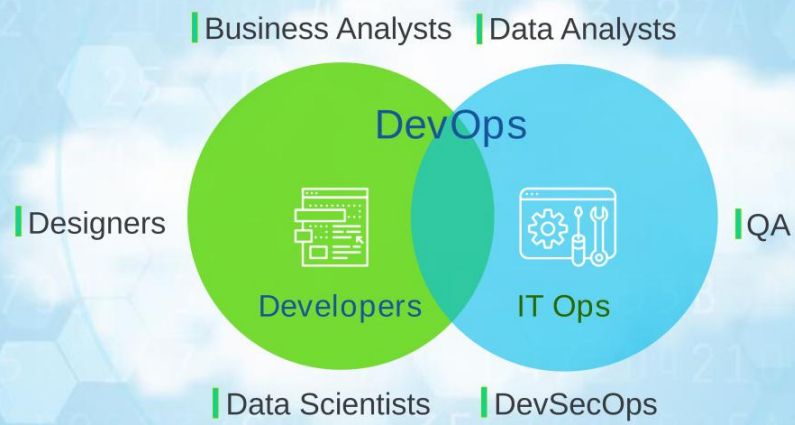 Business Analysts
Data Analysts
DevOps
Designers
QA
Developers
IT Ops
Data Scientists
DevSecOps